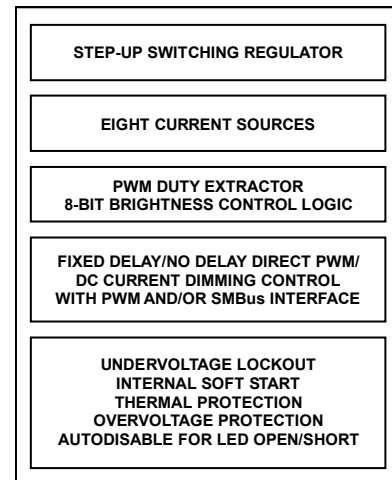 STEP-UP SWITCHING REGULATOR
EIGHT CURRENT SOURCES
PWM DUTY EXTRACTOR
8-BIT BRIGHTNESS CONTROL LOGIC
FIXED DELAY/NO DELAY DIRECT PWM/
DC CURRENT DIMMING CONTROL
WITH PWM AND/OR SMBus INTERFACE
UNDERVOLTAGE LOCKOUT
INTERNAL SOFT START
THERMAL PROTECTION
OVERVOLTAGE PROTECTION
AUTODISABLE FOR LED OPEN/SHORT